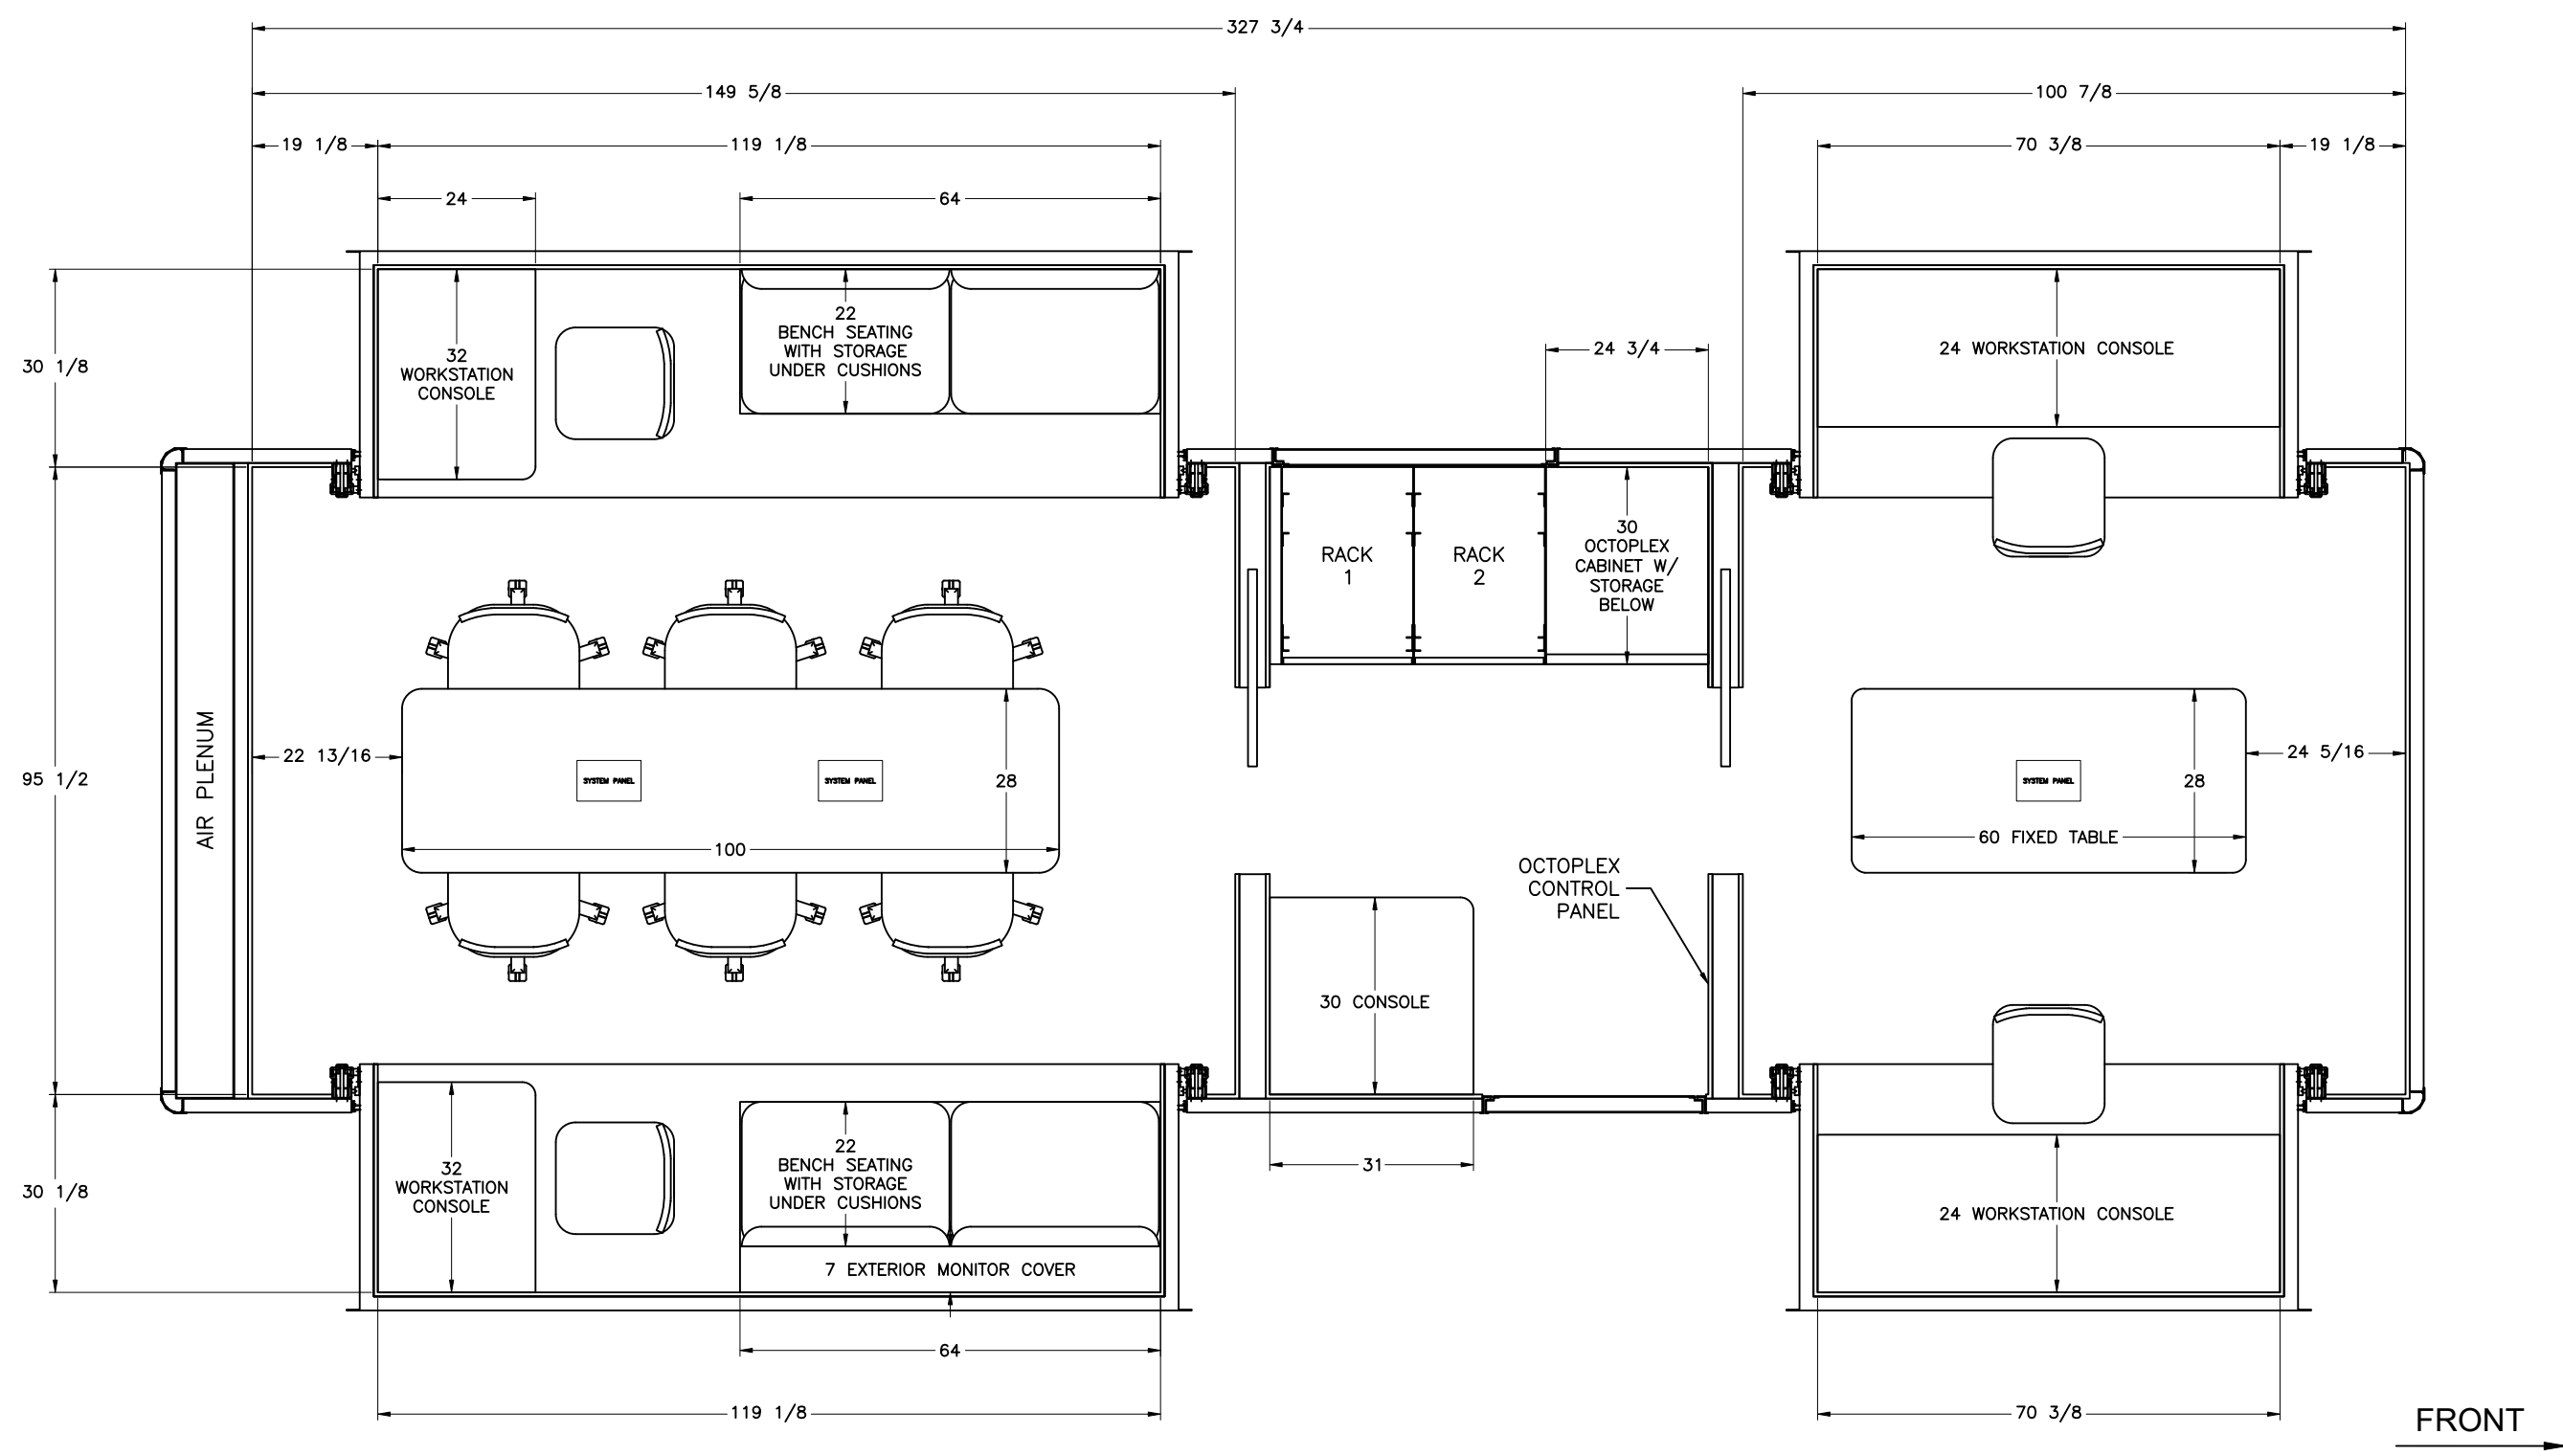 327 3/4
149 5/8
100 7/8
19 1/8
119 1/8
70 3/8
19 1/8
24
64
30 1/8
32
WORKSTATION
CONSOLE
22
BENCH SEATING
WITH STORAGE
UNDER CUSHIONS
24 3/4
24 WORKSTATION CONSOLE
RACK
1
RACK
2
30
OCTOPLEX
CABINET W/
STORAGE
BELOW
95 1/2
AIR PLENUM
22 13/16
SYSTEM PANEL
SYSTEM PANEL
28
100
SYSTEM PANEL
28
24 5/16
60 FIXED TABLE
OCTOPLEX
CONTROL
PANEL
30 CONSOLE
31
30 1/8
32
WORKSTATION
CONSOLE
22
BENCH SEATING
WITH STORAGE
UNDER CUSHIONS
7 EXTERIOR MONITOR COVER
24 WORKSTATION CONSOLE
64
119 1/8
70 3/8
FRONT